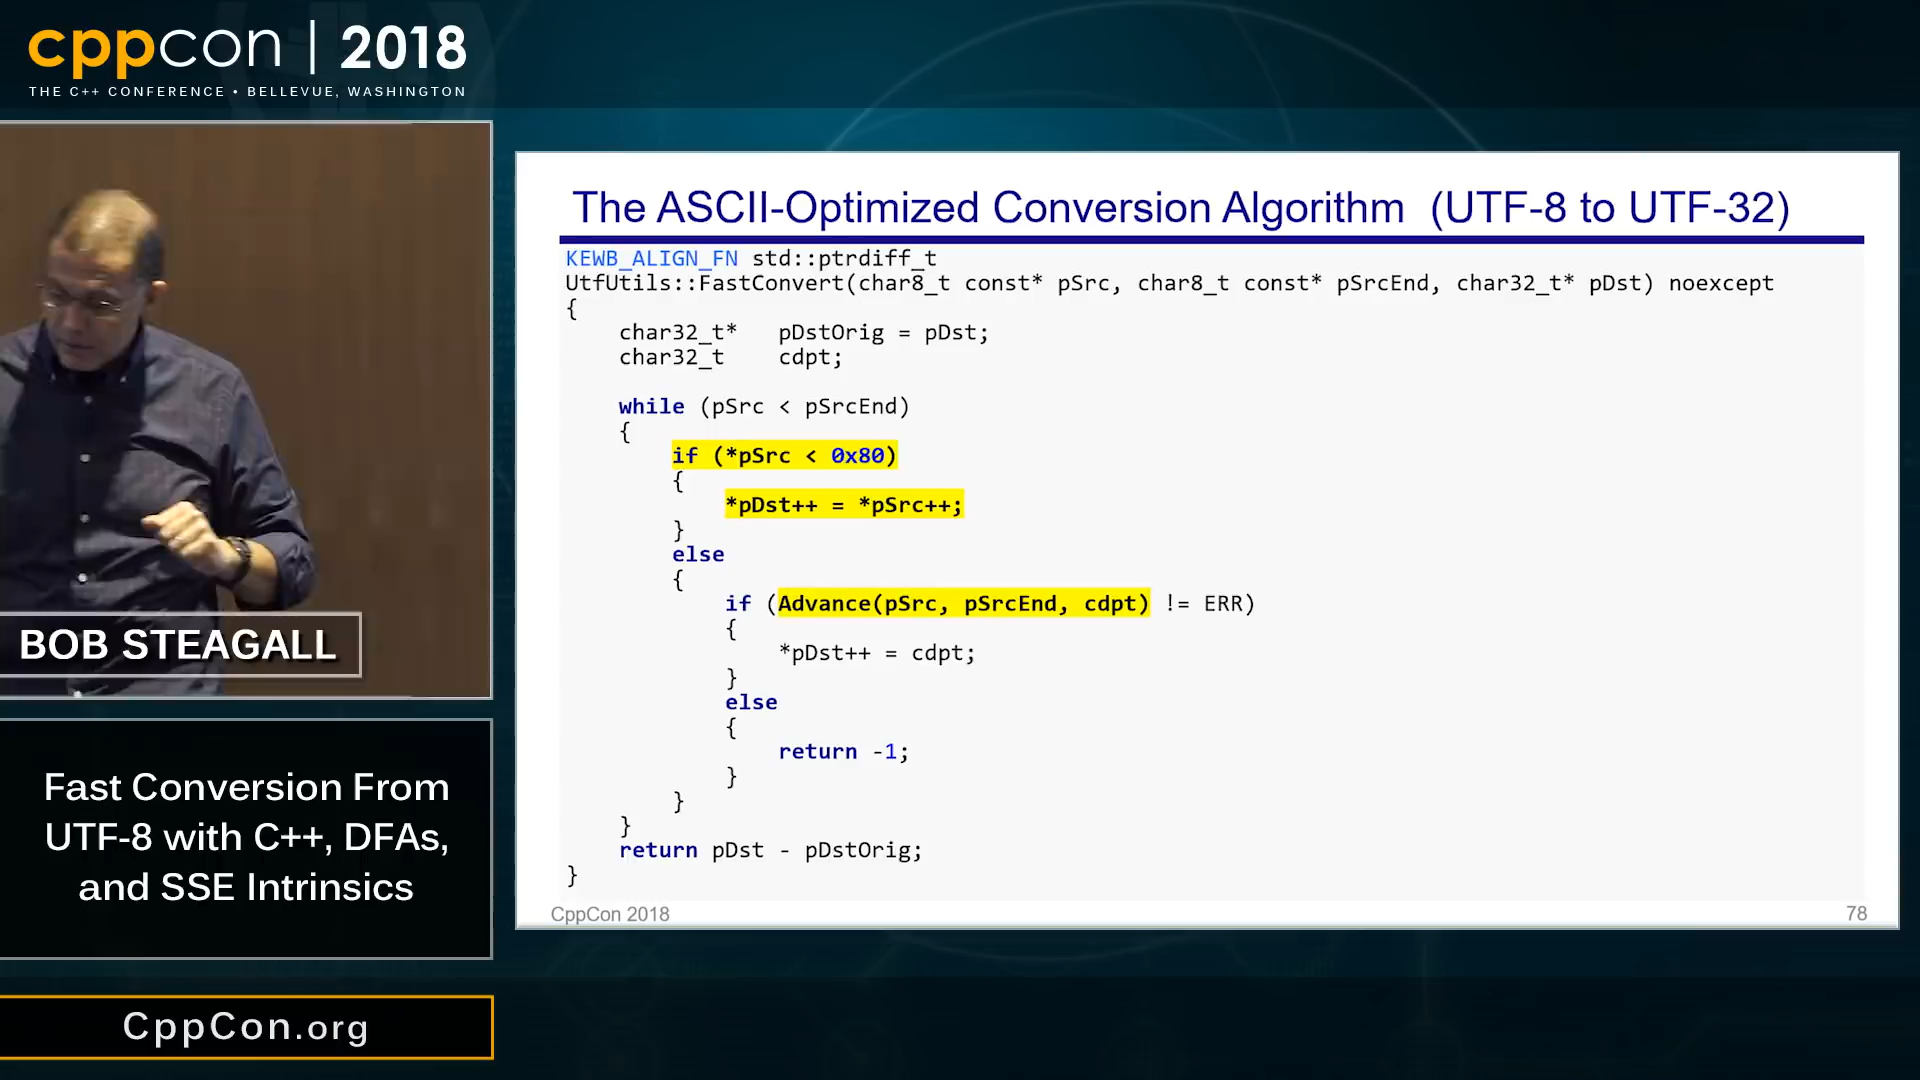 cppcon | 2018
THE C++ CONFERENCE • BELLEVUE, WASHINGTON
BOB STEAGALL
Fast Conversion From
UTF-8 with C++, DFAs,
and SSE Intrinsics
CppCon.org
The ASCII-Optimized Conversion Algorithm (UTF-8 to UTF-32)
KEWB_ALIGN_FN std::ptrdiff_t
UtfUtils::FastConvert(char8_t const* pSrc, char8_t const* pSrcEnd, char32_t* pDst) noexcept
{
    char32_t*   pDstOrig = pDst;
    char32_t    cdpt;
    while (pSrc < pSrcEnd)
    {
        if (*pSrc < 0x80)
        {
            *pDst++ = *pSrc++;
        }
        else
        {
            if (Advance(pSrc, pSrcEnd, cdpt) != ERR)
            {
                *pDst++ = cdpt;
            }
            else
            {
                return -1;
            }
        }
    }
    return pDst - pDstOrig;
}
CppCon 2018
78